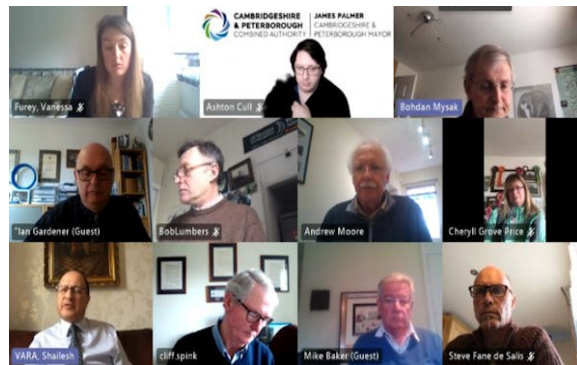 CAMBRIDGESHIRE
& PETERBOROUGH
COMBINED AUTHORITY
JAMES PALMER
CAMBRIDGESHIRE &
PETERBOROUGH MAYOR
Furey, Vanessa
Ashton Cull
Bohdan Mysak
"Ian Gardener (Guest)
BobLumbers
Andrew Moore
Cheryll Grove Price
VARA, Shailesh
cliff.spink
Mike Baker (Guest)
Steve Fane de Salis